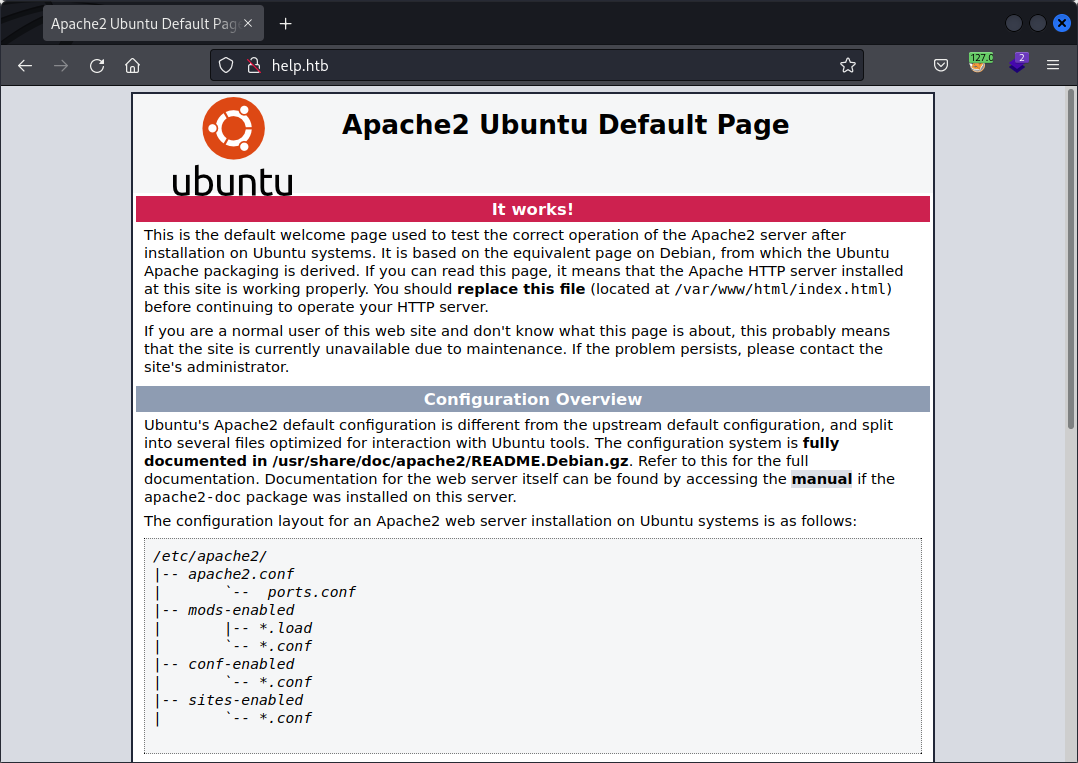 Apache2 Ubuntu Default Pag
help.htb
127.0
2
ubuntu
Apache2 Ubuntu Default Page
It works!
This is the default welcome page used to test the correct operation of the Apache2 server after
installation on Ubuntu systems. It is based on the equivalent page on Debian, from which the Ubuntu
Apache packaging is derived. If you can read this page, it means that the Apache HTTP server installed
at this site is working properly. You should replace this file (located at /var/www/html/index.html)
before continuing to operate your HTTP server.
If you are a normal user of this web site and don't know what this page is about, this probably means
that the site is currently unavailable due to maintenance. If the problem persists, please contact the
site's administrator.
Configuration Overview
Ubuntu's Apache2 default configuration is different from the upstream default configuration, and split
into several files optimized for interaction with Ubuntu tools. The configuration system is fully
documented in /usr/share/doc/apache2/README.Debian.gz. Refer to this for the full
documentation. Documentation for the web server itself can be found by accessing the manual if the
apache2-doc package was installed on this server.
The configuration layout for an Apache2 web server installation on Ubuntu systems is as follows:
/etc/apache2/
|-- apache2.conf
|       `--  ports.conf
|-- mods-enabled
|       |-- *.load
|       `-- *.conf
|-- conf-enabled
|       `-- *.conf
|-- sites-enabled
|       `-- *.conf